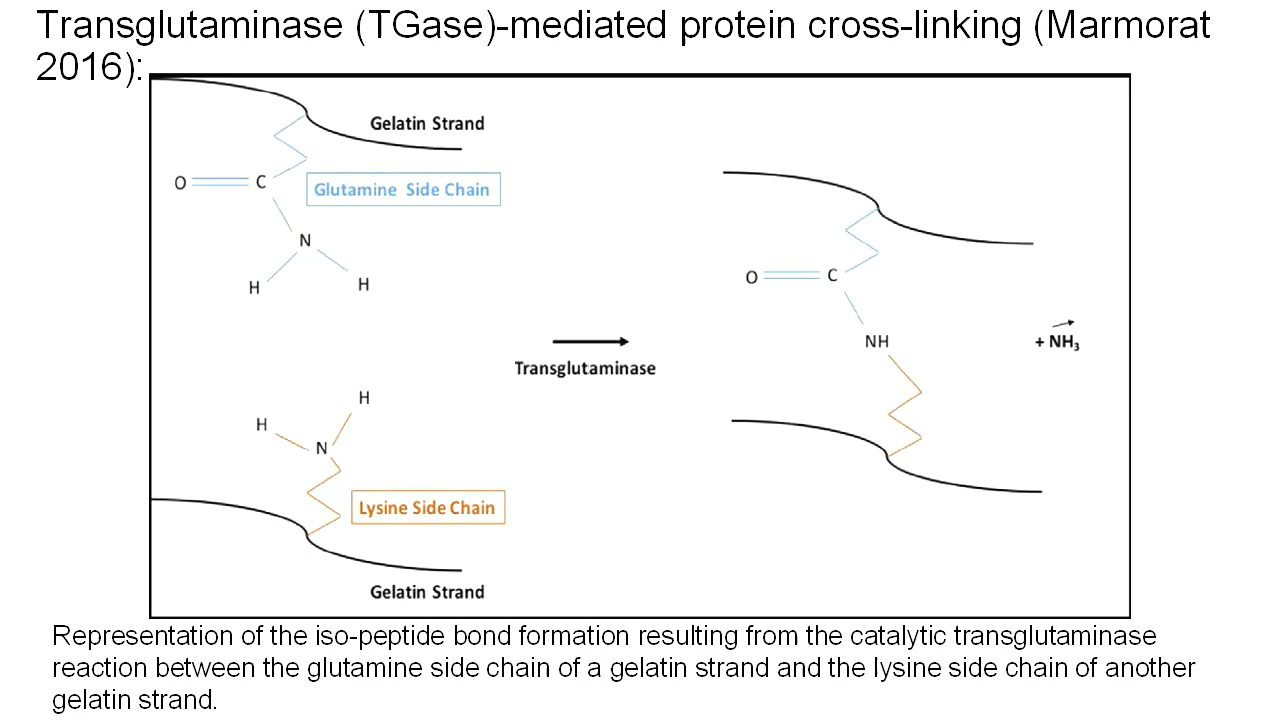 Transglutaminase (TGase)-mediated protein cross-linking (Marmorat
2016):
Gelatin Strand
O C
Glutamine Side Chain
N
H H
H
H
N
Lysine Side Chain
Gelatin Strand
Transglutaminase
O C
NH
+ NH₃
Representation of the iso-peptide bond formation resulting from the catalytic transglutaminase
reaction between the glutamine side chain of a gelatin strand and the lysine side chain of another
gelatin strand.